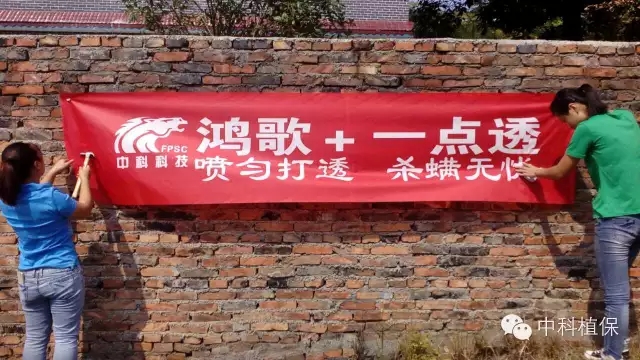 FPSC
中科科技
鸿歌+一点透
喷匀打透 杀螨无忧
中科植保